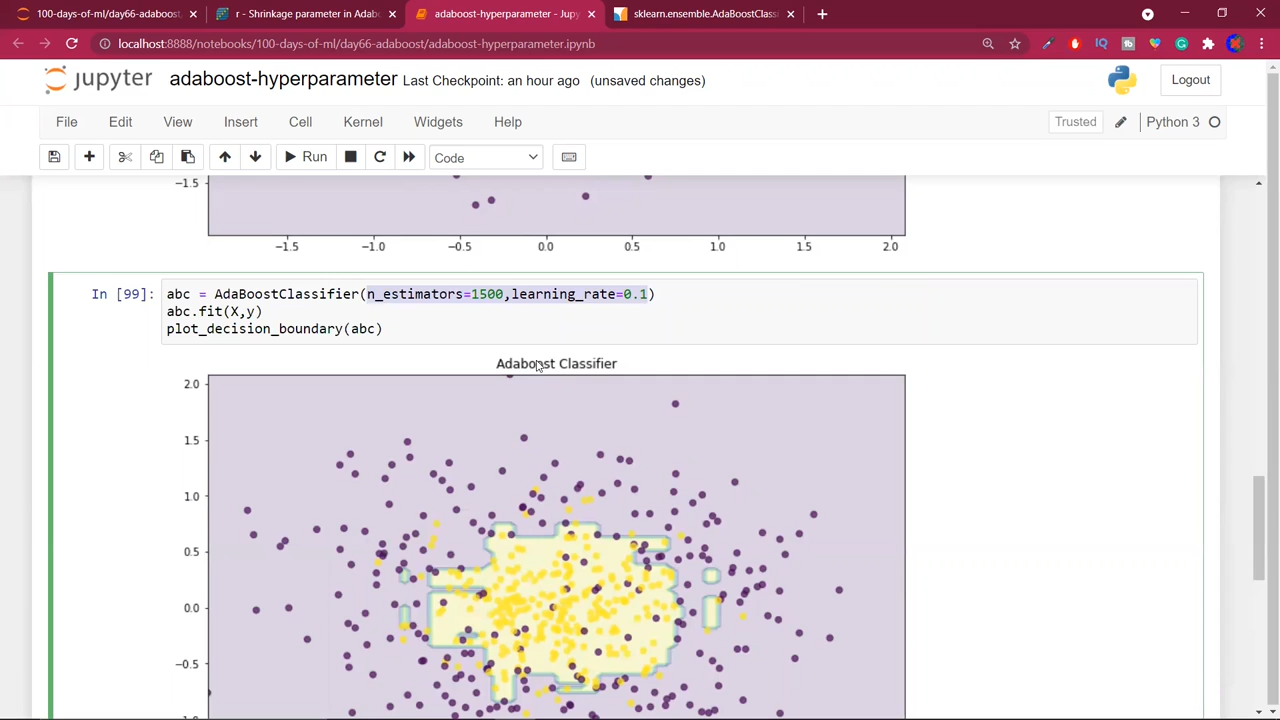 100-days-of-ml/day66-adaboost/
r - Shrinkage parameter in Adab
adaboost-hyperparameter - Jupy
sklearn.ensemble.AdaBoostClass
localhost:8888/notebooks/100-days-of-ml/day66-adaboost/adaboost-hyperparameter.ipynb
jupyter adaboost-hyperparameter Last Checkpoint: an hour ago (unsaved changes)
Logout
File Edit View Insert Cell Kernel Widgets Help
Trusted
Python 3
Run
Code
−1.5
−1.5 −1.0 −0.5 0.0 0.5 1.0 1.5 2.0
In [99]: abc = AdaBoostClassifier(n_estimators=1500,learning_rate=0.1)
abc.fit(X,y)
plot_decision_boundary(abc)
Adaboost Classifier
2.0
1.5
1.0
0.5
0.0
−0.5
−1.0